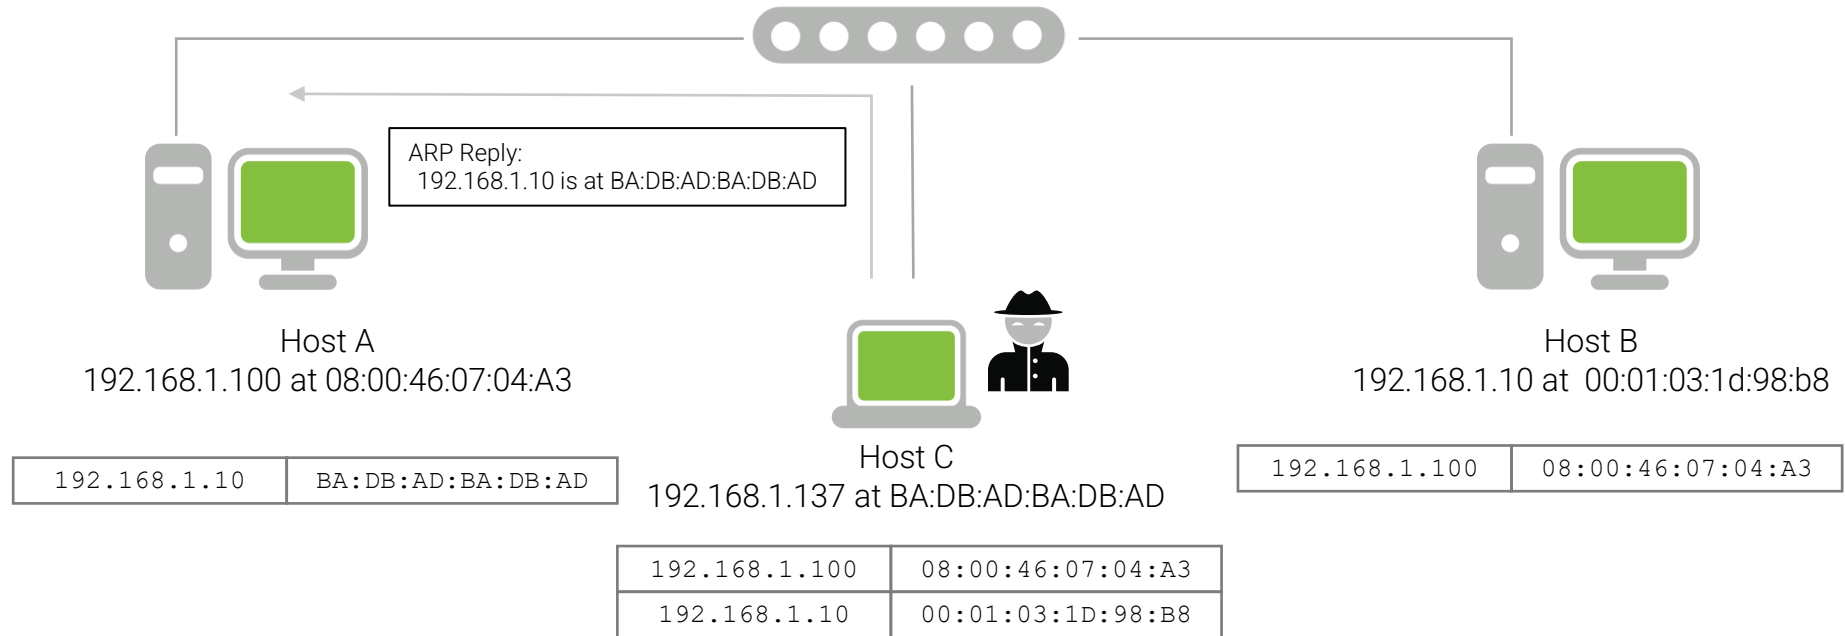 ARP Reply:
192.168.1.10 is at BA:DB:AD:BA:DB:AD
Host A
192.168.1.100 at 08:00:46:07:04:A3
192.168.1.10 BA:DB:AD:BA:DB:AD
Host C
192.168.1.137 at BA:DB:AD:BA:DB:AD
192.168.1.100 08:00:46:07:04:A3
192.168.1.10 00:01:03:1D:98:B8
Host B
192.168.1.10 at 00:01:03:1d:98:b8
192.168.1.100 08:00:46:07:04:A3